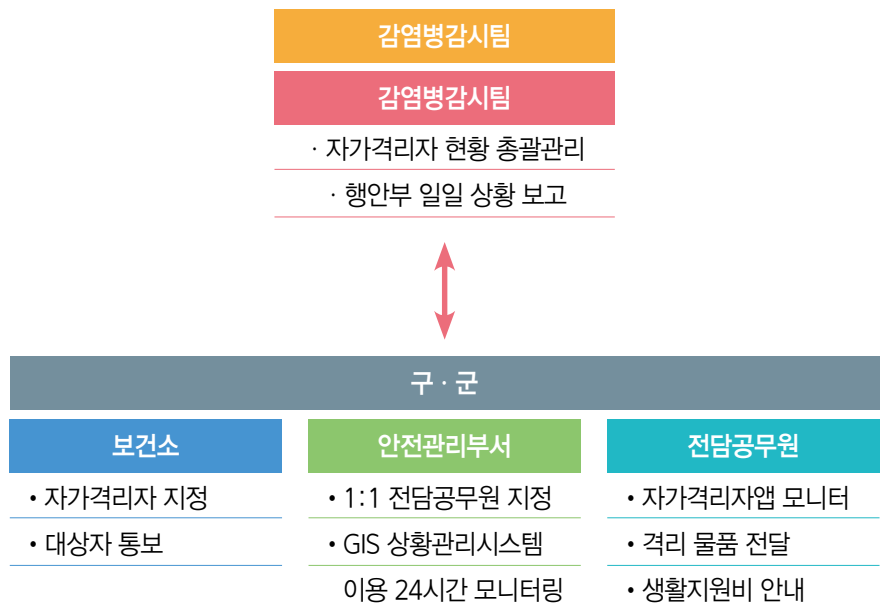 감염병감시팀
감염병감시팀
· 자가격리자 현황 총괄관리
· 행안부 일일 상황 보고
구 · 군
보건소
• 자가격리자 지정
• 대상자 통보
안전관리부서
• 1:1 전담공무원 지정
• GIS 상황관리시스템
이용 24시간 모니터링
전담공무원
• 자가격리자앱 모니터
• 격리 물품 전달
• 생활지원비 안내